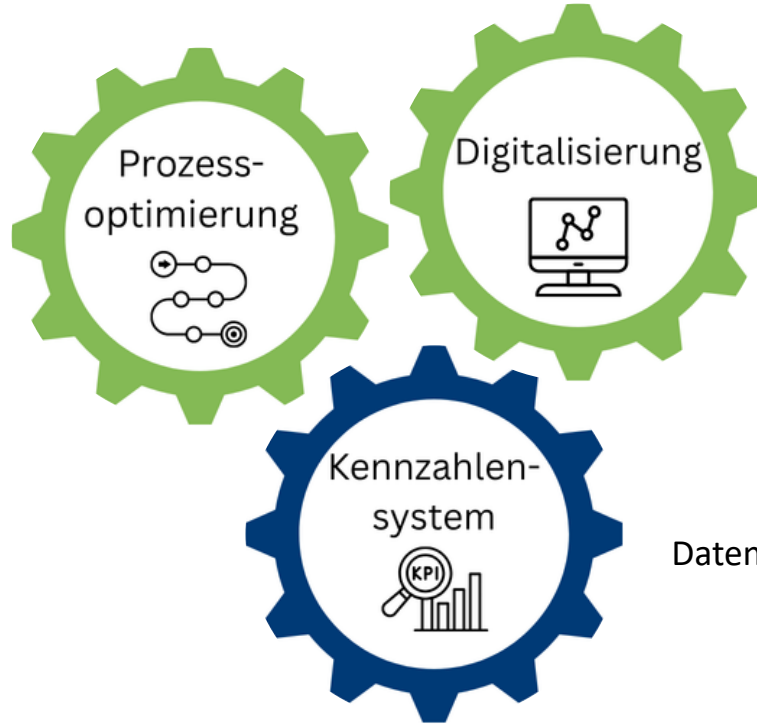 Prozess-
optimierung
Digitalisierung
Kennzahlen-
system
KPI
Daten